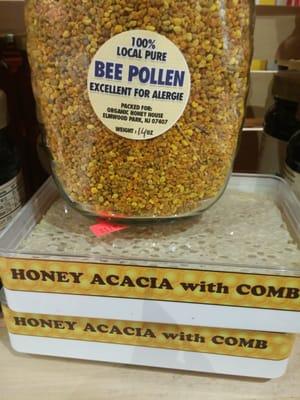 100%
LOCAL PURE
BEE POLLEN
EXCELLENT FOR ALERGIE
PACKED FOR:
ORGANIC HONEY HOUSE
ELMWOOD PARK, NJ 07407
WEIGHT: 14oz
HONEY ACACIA with COMB
HONEY ACACIA with COMB